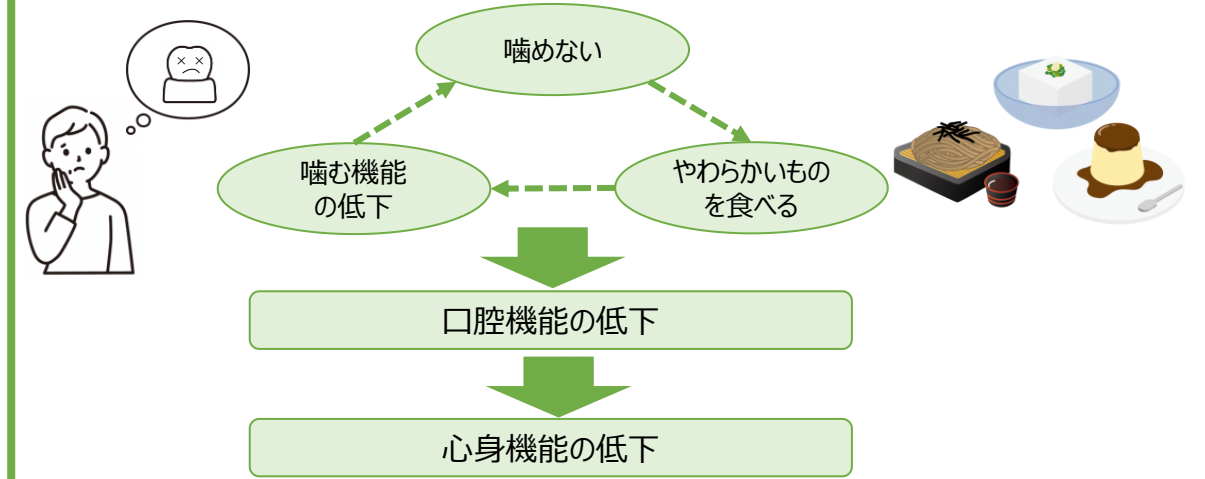 噛めない
噛む機能
の低下
やわらかいもの
を食べる
口腔機能の低下
心身機能の低下